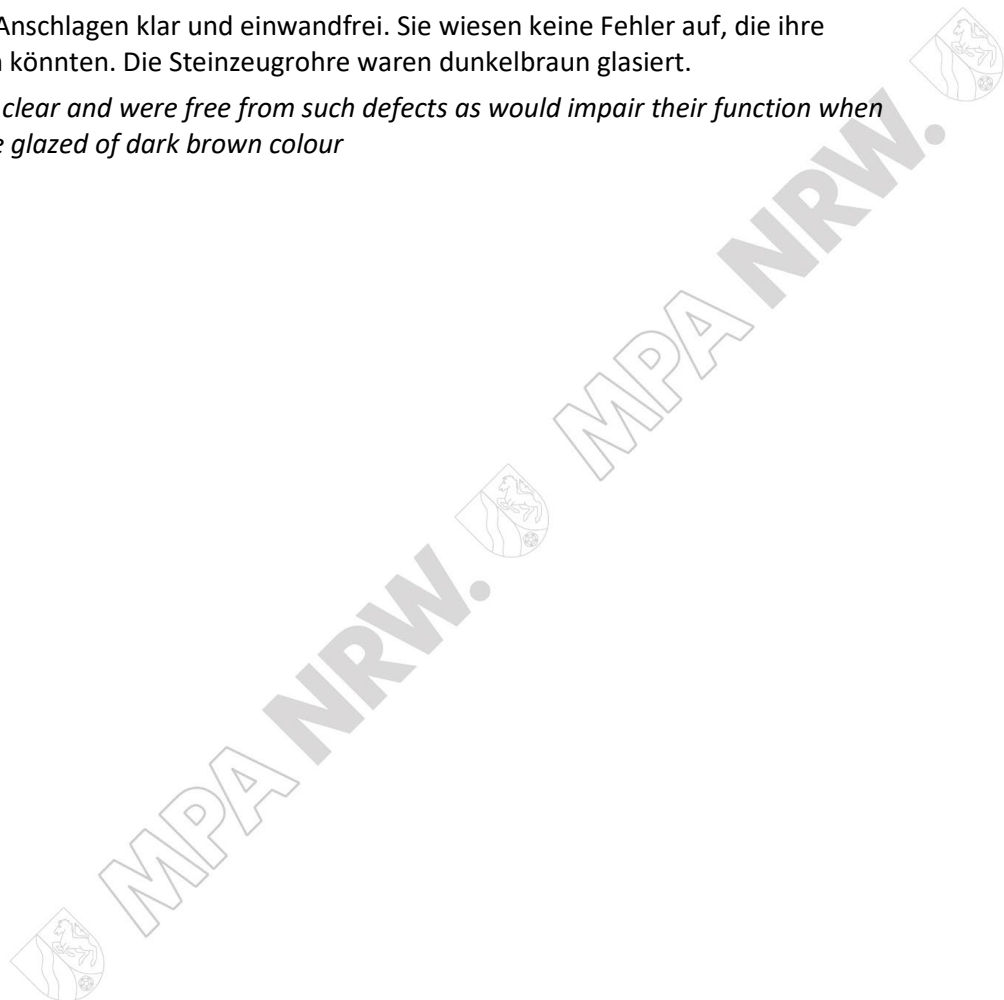 Anschlagen klar und einwandfrei. Sie wiesen keine Fehler auf, die ihre
könnten. Die Steinzeugrohre waren dunkelbraun glasiert.
clear and were free from such defects as would impair their function when
glazed of dark brown colour
MPA NRW.
MPA NRW.